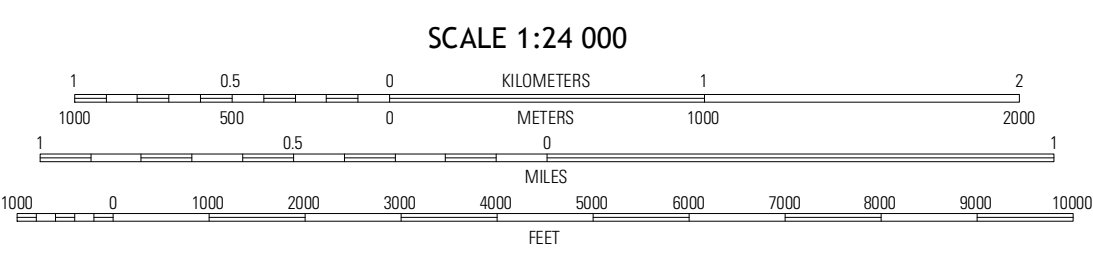 SCALE 1:24 000
1 0.5 0 KILOMETERS 1 2
1000 500 0 METERS 1000 2000
1 0.5 0 1
MILES
1000 0 1000 2000 3000 4000 5000 6000 7000 8000 9000 10000
FEET